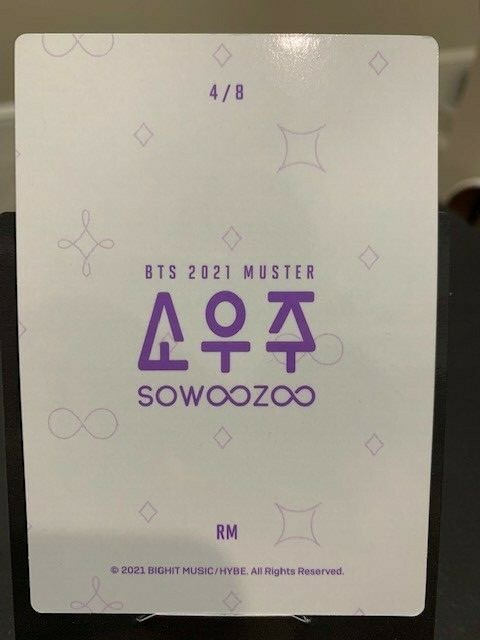 4/8
BTS 2021 MUSTER
소우주
SOWOOZOO
RM
© 2021 BIGHIT MUSIC/HYBE. All Rights Reserved.